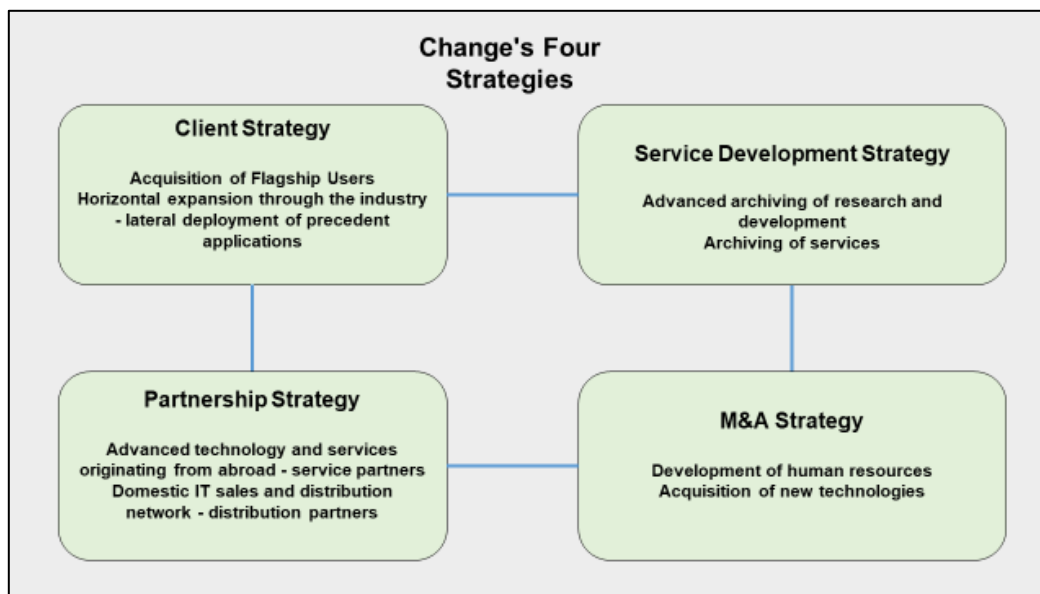 Change's Four
Strategies
Client Strategy
Acquisition of Flagship Users
Horizontal expansion through the industry
- lateral deployment of precedent
applications
Service Development Strategy
Advanced archiving of research and
development
Archiving of services
Partnership Strategy
Advanced technology and services
originating from abroad - service partners
Domestic IT sales and distribution
network - distribution partners
M&A Strategy
Development of human resources
Acquisition of new technologies